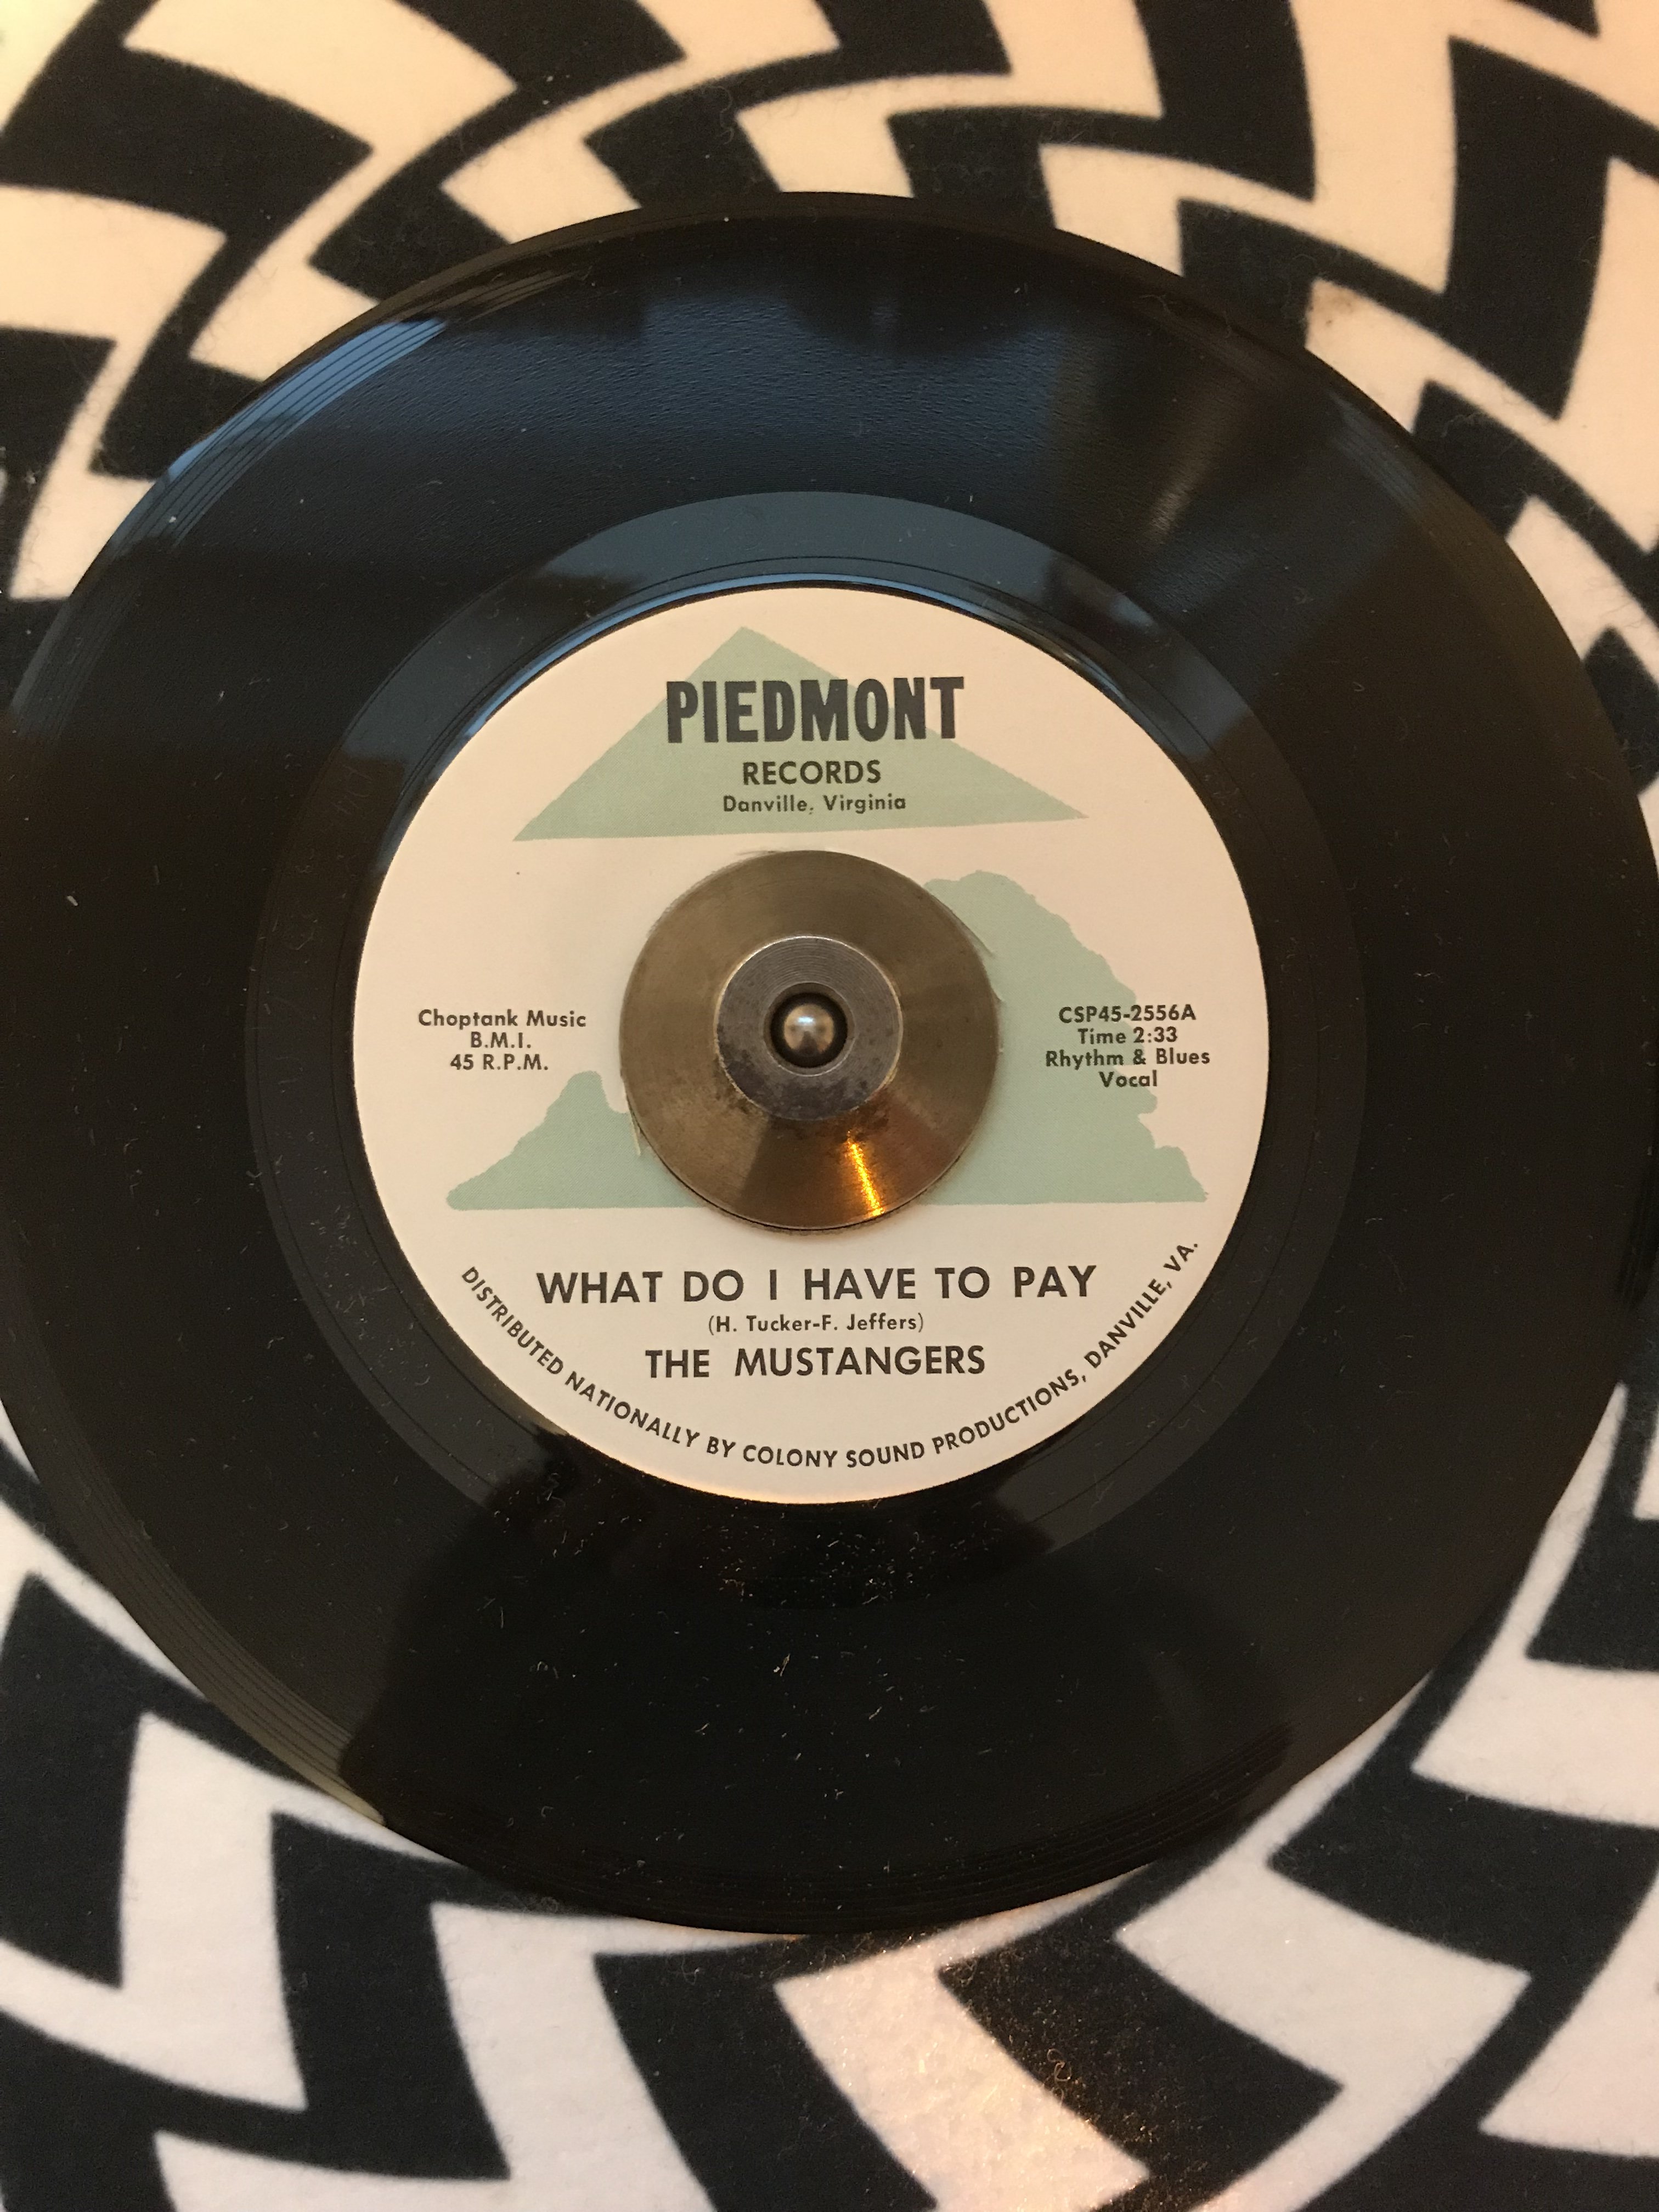 PIEDMONT
RECORDS
Danville, Virginia
Choptank Music
B.M.I.
45 R.P.M.
CSP45-2556A
Time 2:33
Rhythm & Blues
Vocal
WHAT DO I HAVE TO PAY
(H. Tucker-F. Jeffers)
THE MUSTANGERS
DISTRIBUTED NATIONALLY BY COLONY SOUND PRODUCTIONS, DANVILLE, VA.